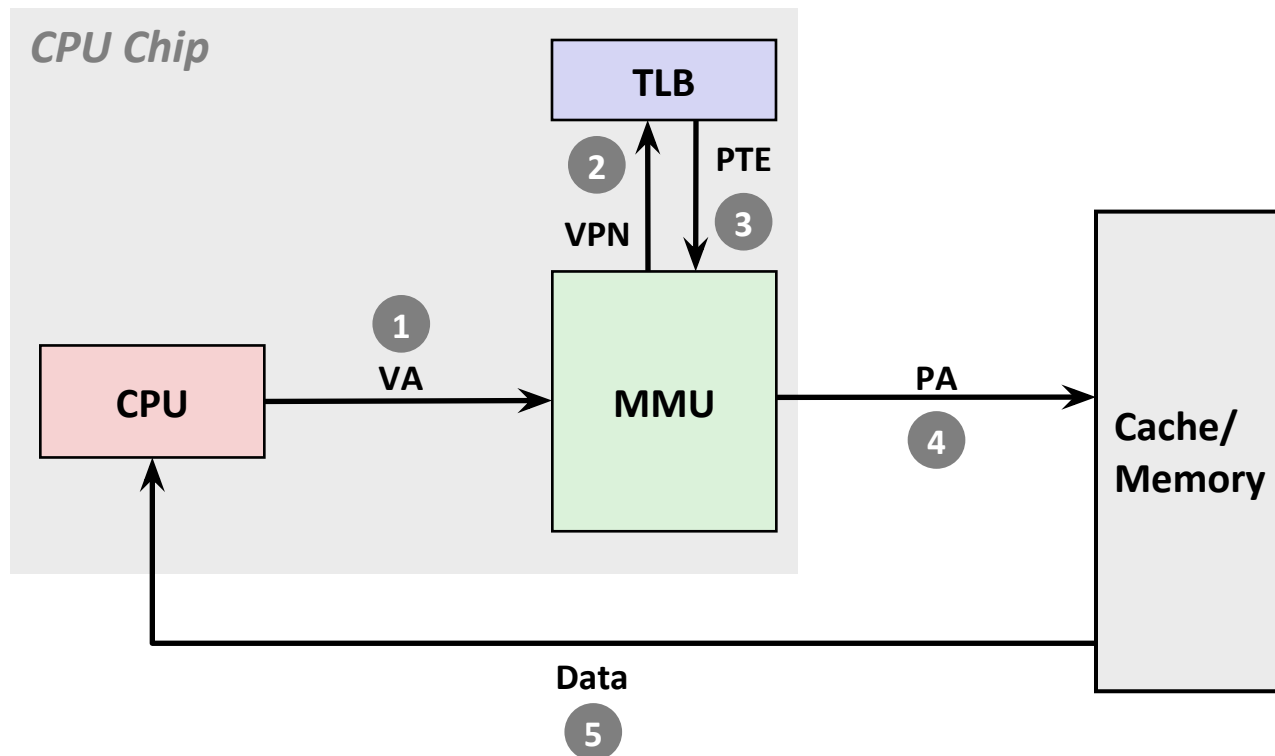 CPU Chip
TLB
2
PTE
VPN
3
1
VA
CPU
MMU
PA
4
Cache/
Memory
Data
5